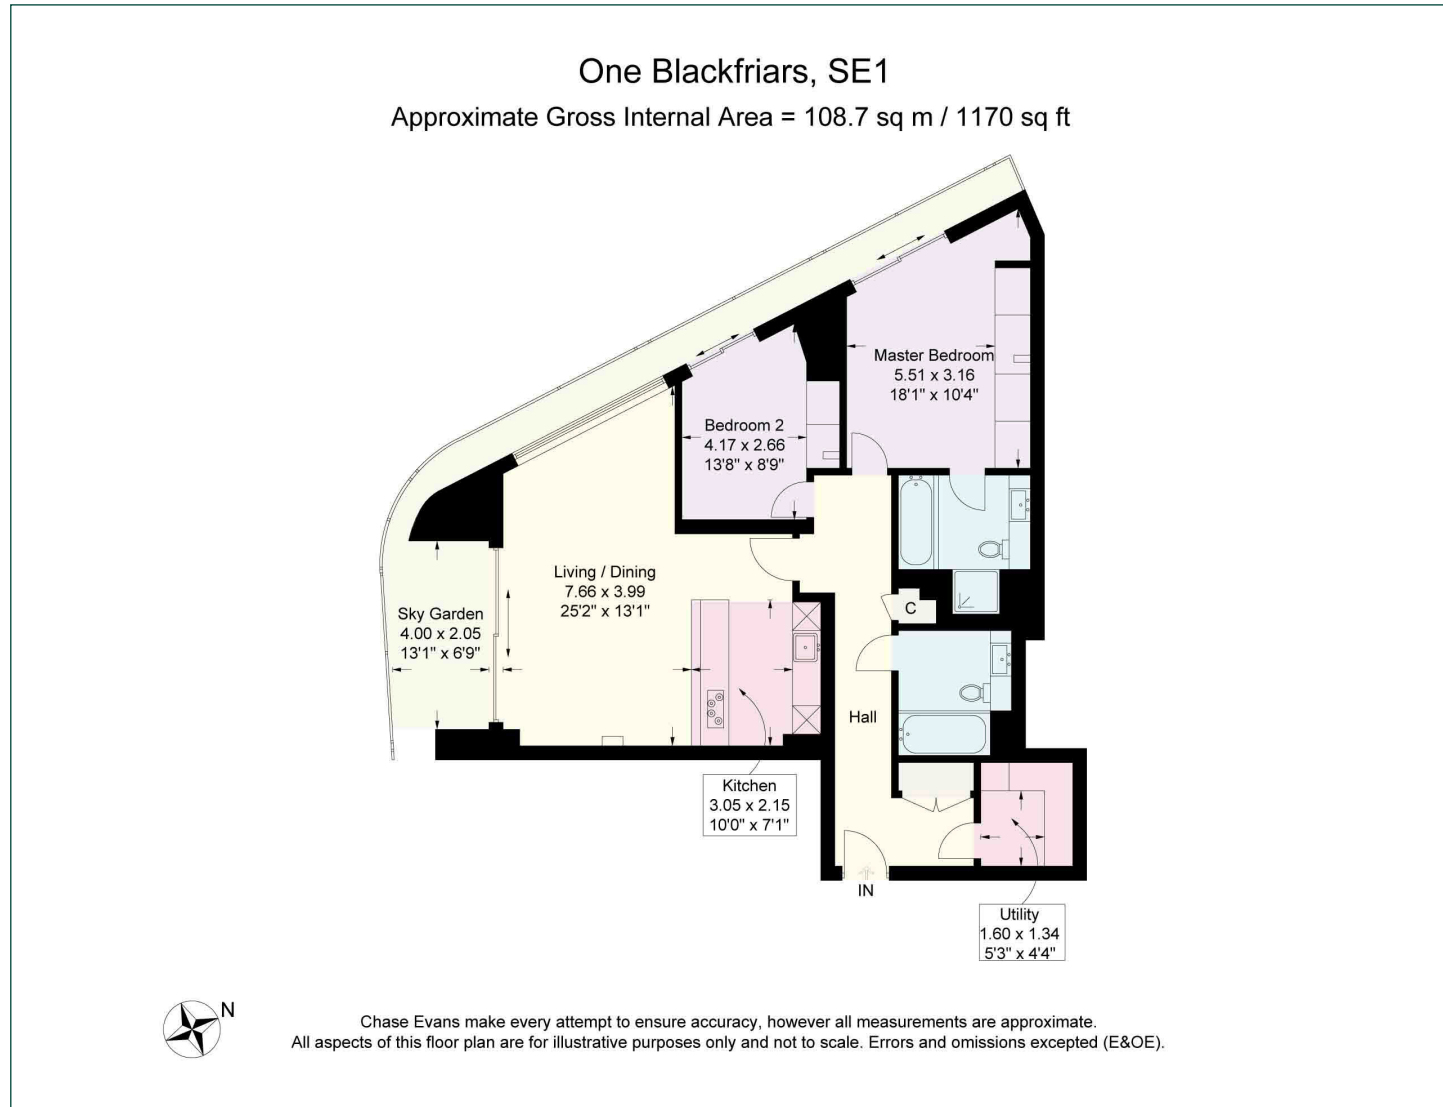 One Blackfriars, SE1
Approximate Gross Internal Area = 108.7 sq m / 1170 sq ft
Master Bedroom
5.51 x 3.16
18'1" x 10'4"
Bedroom 2
4.17 x 2.66
13'8" x 8'9"
Living / Dining
7.66 x 3.99
25'2" x 13'1"
Sky Garden
4.00 x 2.05
13'1" x 6'9"
C
Hall
Kitchen
3.05 x 2.15
10'0" x 7'1"
IN
Utility
1.60 x 1.34
5'3" x 4'4"
N
Chase Evans make every attempt to ensure accuracy, however all measurements are approximate.
All aspects of this floor plan are for illustrative purposes only and not to scale. Errors and omissions excepted (E&OE).